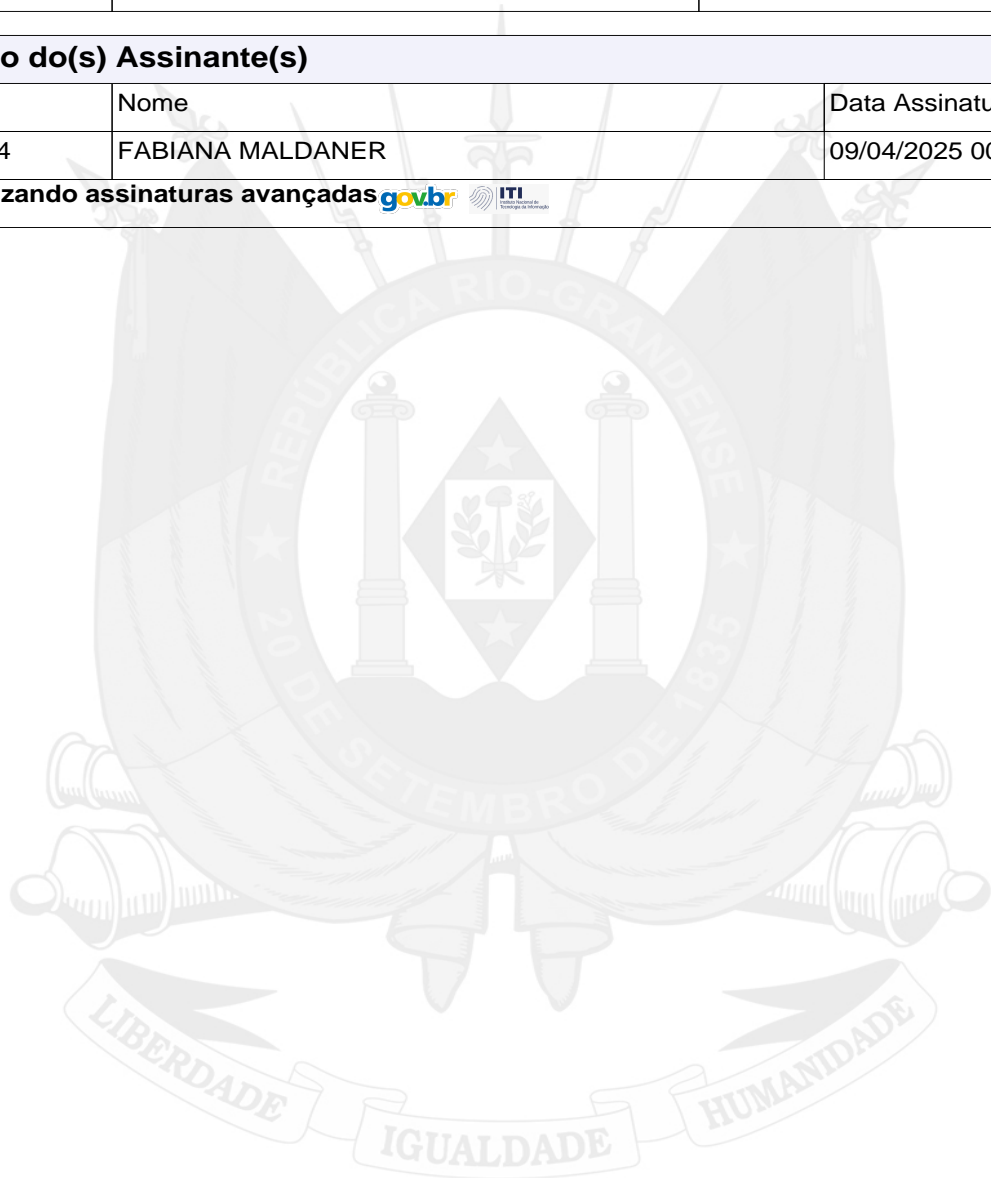 o do(s) Assinante(s)
Nome Data Assinatu
4 FABIANA MALDANER 09/04/2025 00
zando assinaturas avançadas gov.br ITI
REPÚBLICA RIO-GRANDENSE
20 DE SETEMBRO DE 1835
LIBERDADE IGUALDADE HUMANIDADE